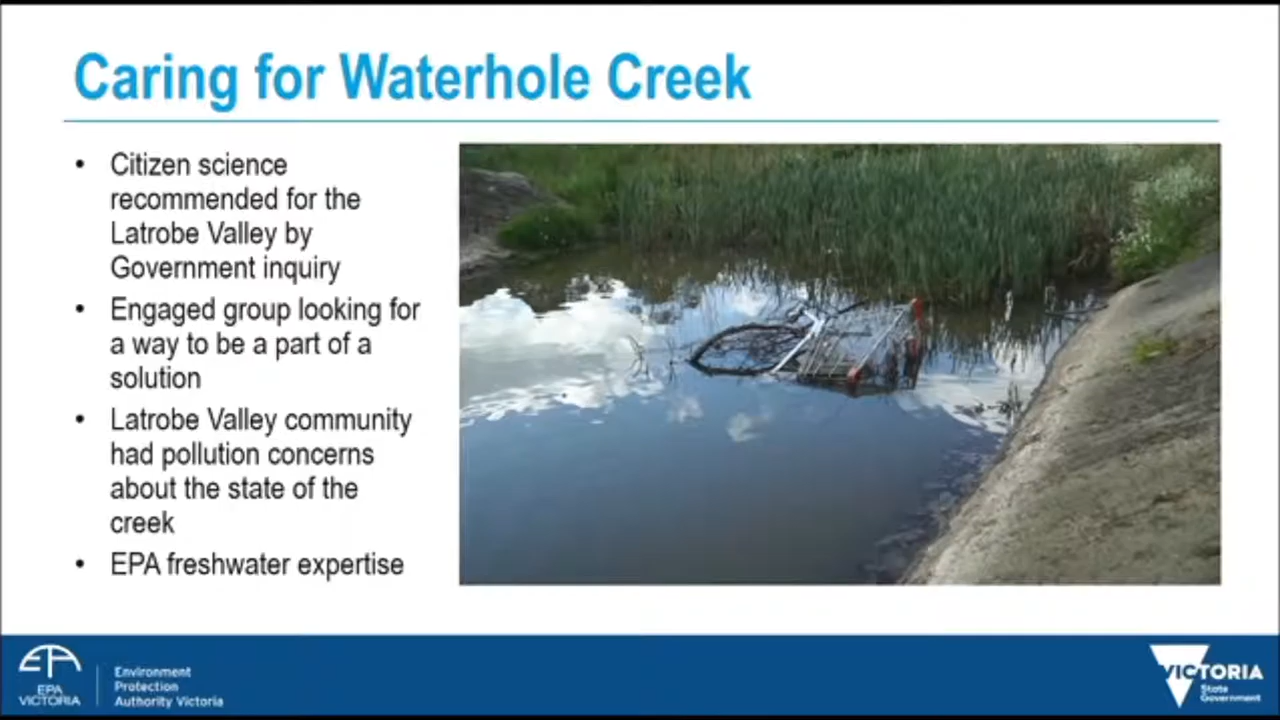 Caring for Waterhole Creek
• Citizen science
recommended for the
Latrobe Valley by
Government inquiry
• Engaged group looking for
a way to be a part of a
solution
• Latrobe Valley community
had pollution concerns
about the state of the
creek
• EPA freshwater expertise
EPA
VICTORIA
Environment
Protection
Authority Victoria
VICTORIA
State
Government